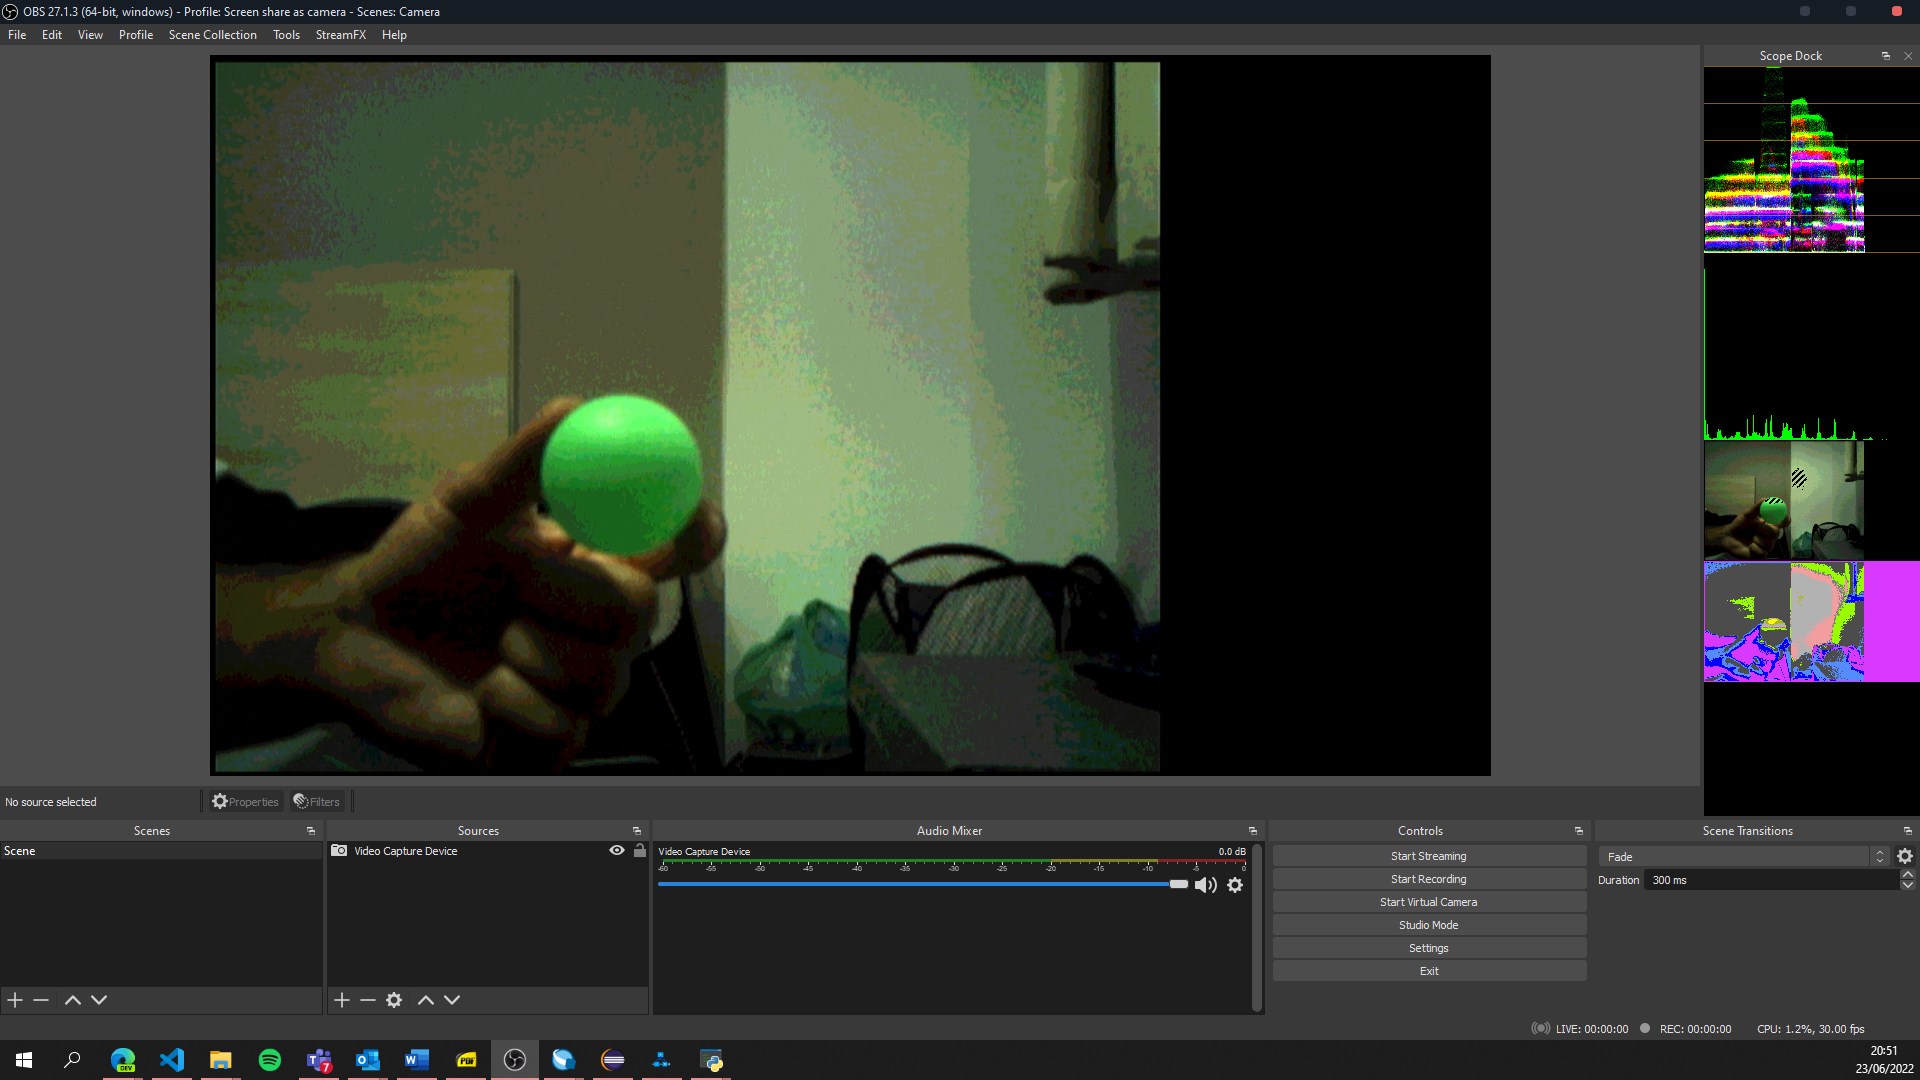 OBS 27.1.3 (64-bit, windows) - Profile: Screen share as camera - Scenes: Camera
File Edit View Profile Scene Collection Tools StreamFX Help
Scope Dock
No source selected Properties Filters
Scenes Sources Audio Mixer Controls Scene Transitions
Scene
Video Capture Device
Video Capture Device 0.0 dB
-60 -55 -50 -45 -40 -35 -30 -25 -20 -15 -10 -5 0
Start Streaming
Start Recording
Start Virtual Camera
Studio Mode
Settings
Exit
Fade
Duration 300 ms
LIVE: 00:00:00 REC: 00:00:00 CPU: 1.2%, 30.00 fps
DEV
T
7
O
W
PDF
20:51
23/06/2022